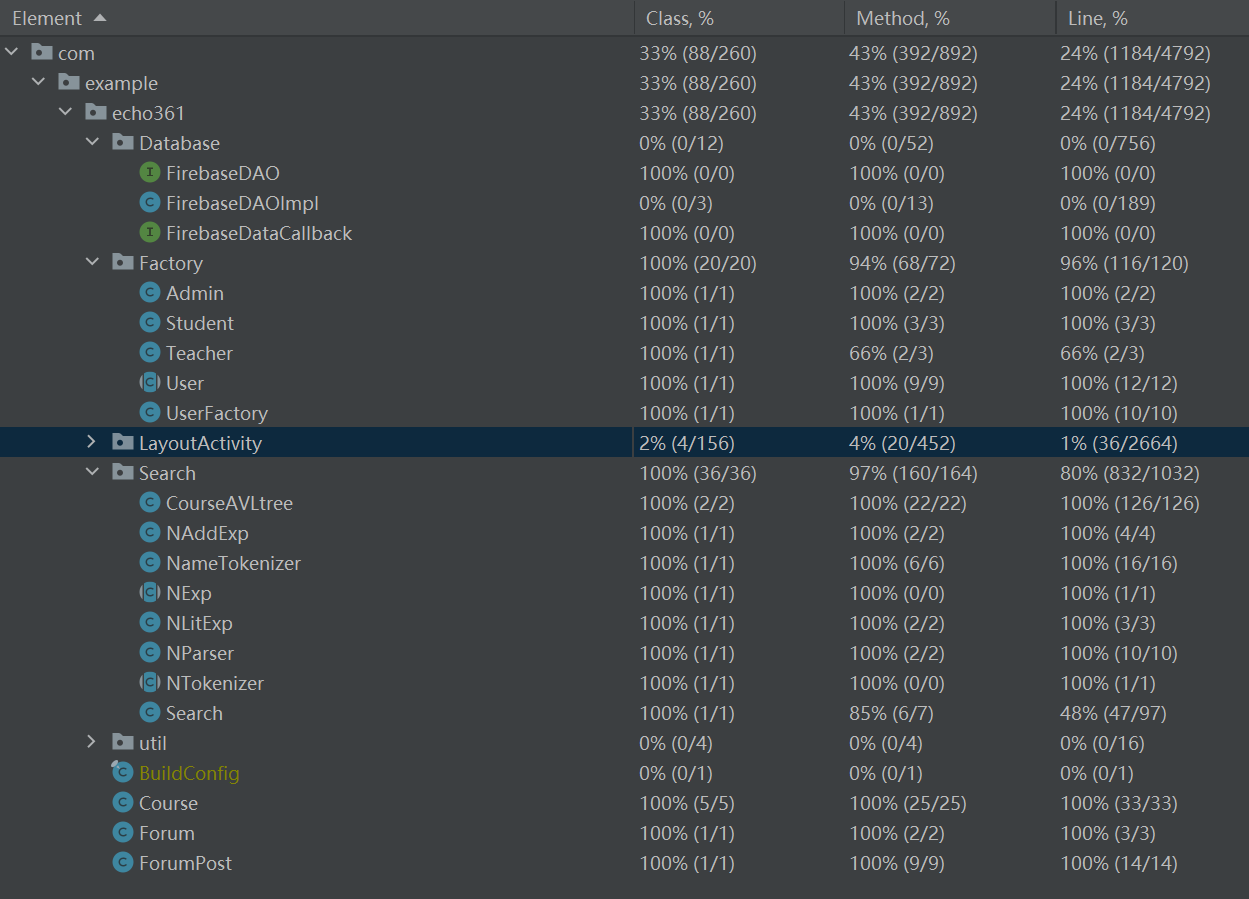 Element Class, % Method, % Line, %
com 33% (88/260) 43% (392/892) 24% (1184/4792)
example 33% (88/260) 43% (392/892) 24% (1184/4792)
echo361 33% (88/260) 43% (392/892) 24% (1184/4792)
Database 0% (0/12) 0% (0/52) 0% (0/756)
I FirebaseDAO 100% (0/0) 100% (0/0) 100% (0/0)
C FirebaseDAOImpl 0% (0/3) 0% (0/13) 0% (0/189)
I FirebaseDataCallback 100% (0/0) 100% (0/0) 100% (0/0)
Factory 100% (20/20) 94% (68/72) 96% (116/120)
C Admin 100% (1/1) 100% (2/2) 100% (2/2)
C Student 100% (1/1) 100% (3/3) 100% (3/3)
C Teacher 100% (1/1) 66% (2/3) 66% (2/3)
C User 100% (1/1) 100% (9/9) 100% (12/12)
C UserFactory 100% (1/1) 100% (1/1) 100% (10/10)
LayoutActivity 2% (4/156) 4% (20/452) 1% (36/2664)
Search 100% (36/36) 97% (160/164) 80% (832/1032)
C CourseAVLtree 100% (2/2) 100% (22/22) 100% (126/126)
C NAddExp 100% (1/1) 100% (2/2) 100% (4/4)
C NameTokenizer 100% (1/1) 100% (6/6) 100% (16/16)
C NExp 100% (1/1) 100% (0/0) 100% (1/1)
C NLitExp 100% (1/1) 100% (2/2) 100% (3/3)
C NParser 100% (1/1) 100% (2/2) 100% (10/10)
C NTokenizer 100% (1/1) 100% (0/0) 100% (1/1)
C Search 100% (1/1) 85% (6/7) 48% (47/97)
util 0% (0/4) 0% (0/4) 0% (0/16)
C BuildConfig 0% (0/1) 0% (0/1) 0% (0/1)
C Course 100% (5/5) 100% (25/25) 100% (33/33)
C Forum 100% (1/1) 100% (2/2) 100% (3/3)
C ForumPost 100% (1/1) 100% (9/9) 100% (14/14)